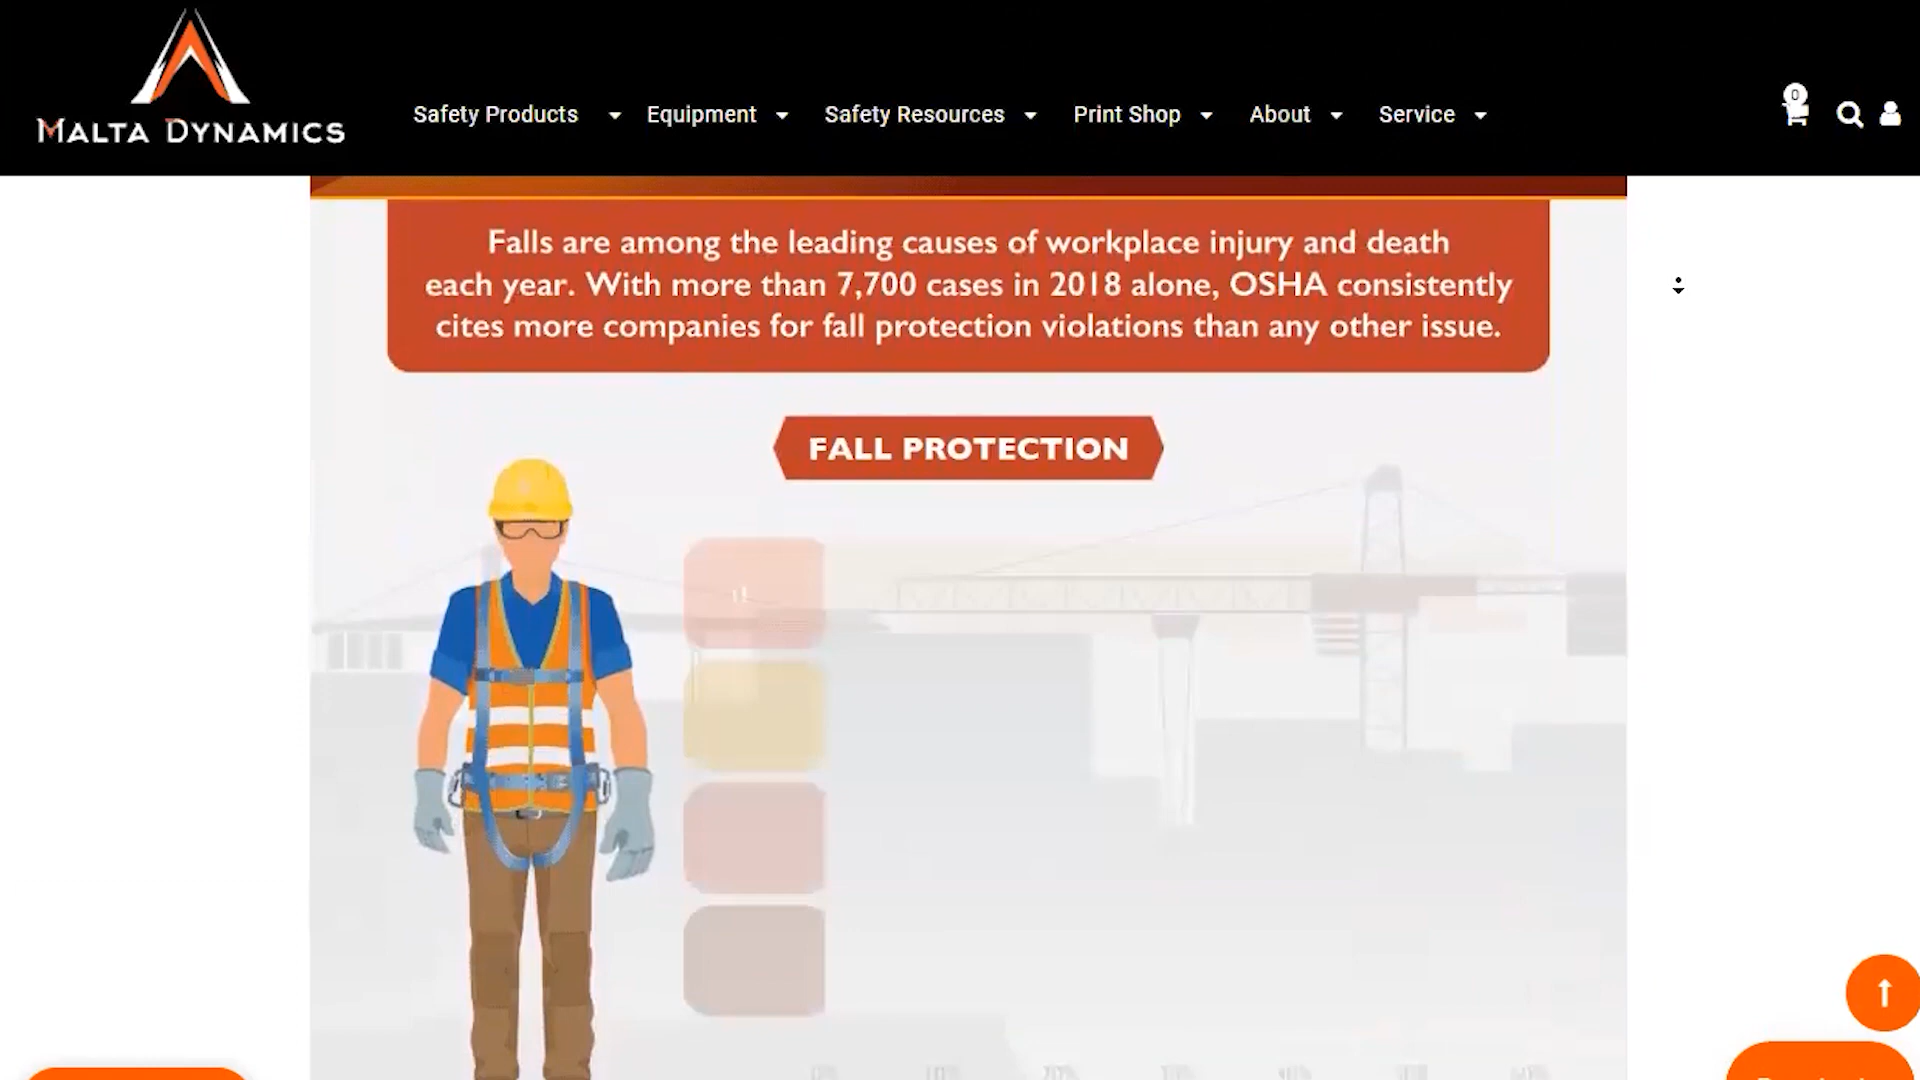 MALTA DYNAMICS
Safety Products
Equipment
Safety Resources
Print Shop
About
Service
0
Falls are among the leading causes of workplace injury and death
each year. With more than 7,700 cases in 2018 alone, OSHA consistently
cites more companies for fall protection violations than any other issue.
FALL PROTECTION